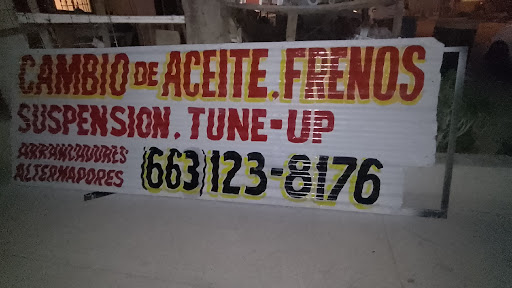 CAMBIO DE ACEITE. FRENOS
SUSPENSION. TUNE-UP
ARRANCADORES
ALTERNADORES
(663)123-8176